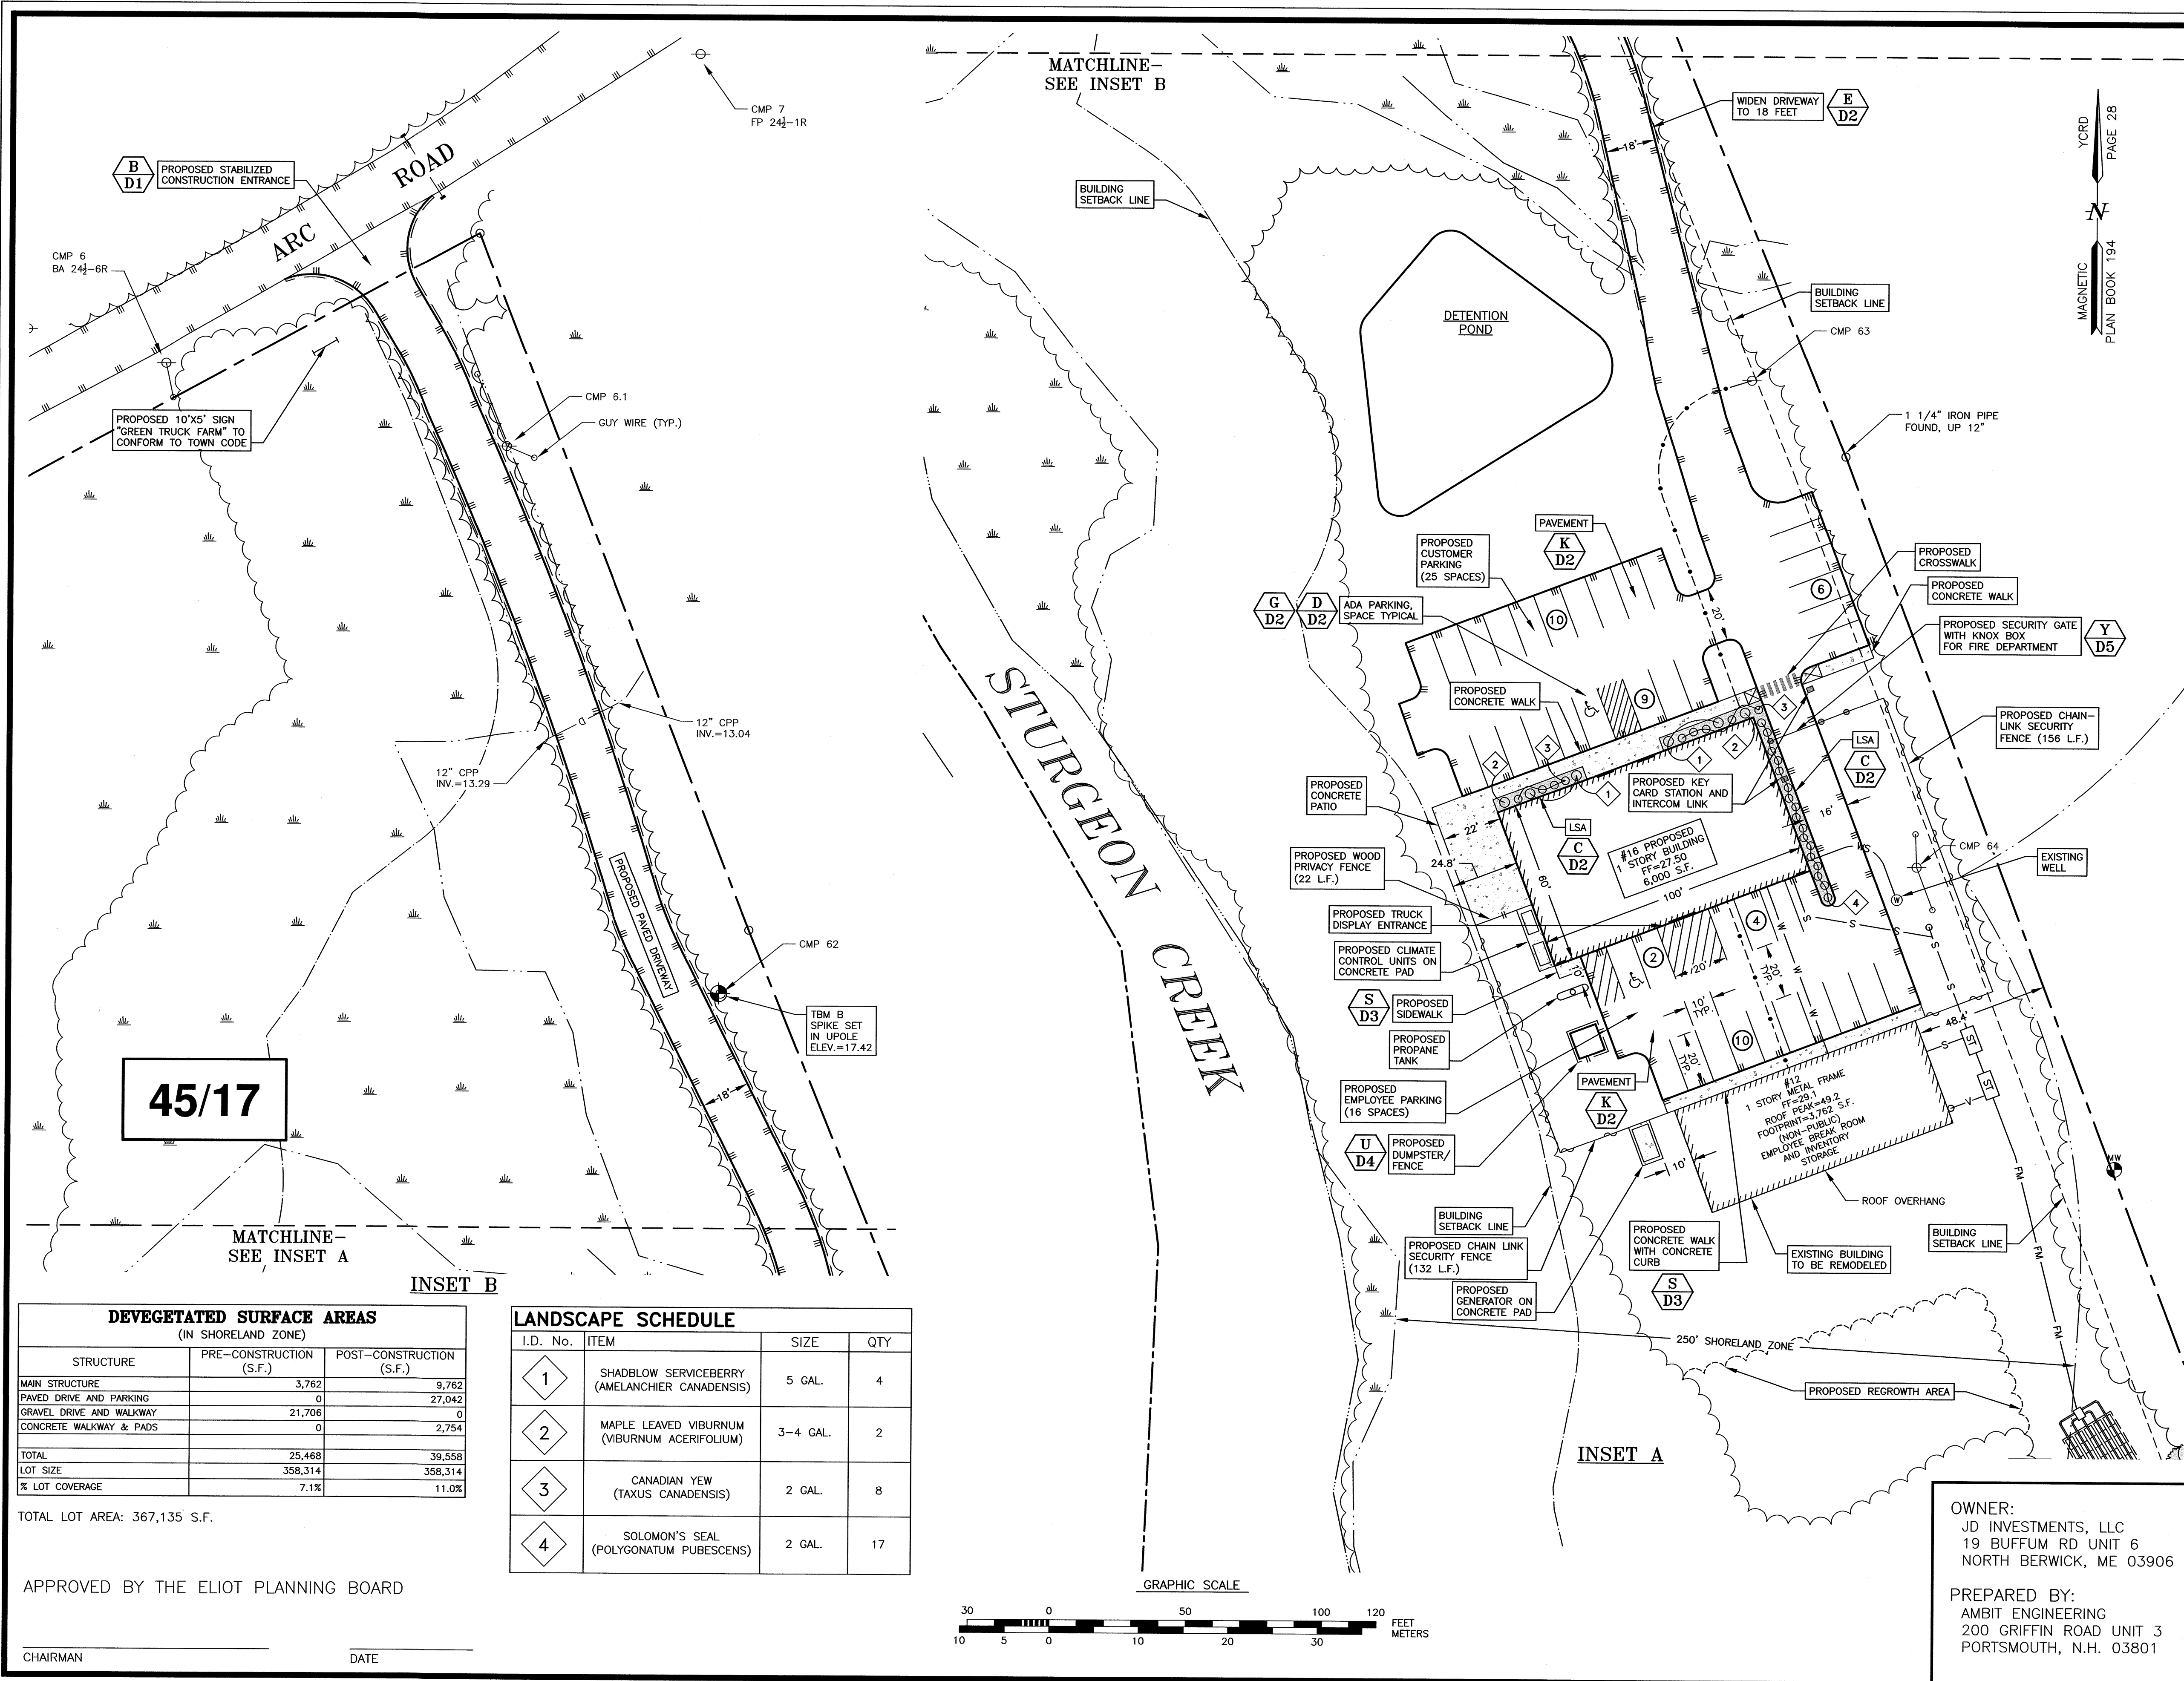 CMP 7
FP 24½-1R
B
D1
PROPOSED STABILIZED
CONSTRUCTION ENTRANCE
ARC ROAD
CMP 6
BA 24½-6R
PROPOSED 10'X5' SIGN
"GREEN TRUCK FARM" TO
CONFORM TO TOWN CODE
CMP 6.1
GUY WIRE (TYP.)
D
12" CPP
INV.=13.04
12" CPP
INV.=13.29
PROPOSED PAVED DRIVEWAY
CMP 62
TBM B
SPIKE SET
IN UPOLE
ELEV.=17.42
18'
45/17
MATCHLINE-
SEE INSET A
INSET B
DEVEGETATED SURFACE AREAS
(IN SHORELAND ZONE)
STRUCTURE PRE-CONSTRUCTION (S.F.) POST-CONSTRUCTION (S.F.)
MAIN STRUCTURE 3,762 9,762
PAVED DRIVE AND PARKING 0 27,042
GRAVEL DRIVE AND WALKWAY 21,706 0
CONCRETE WALKWAY & PADS 0 2,754
TOTAL 25,468 39,558
LOT SIZE 358,314 358,314
% LOT COVERAGE 7.1% 11.0%
TOTAL LOT AREA: 367,135 S.F.
APPROVED BY THE ELIOT PLANNING BOARD
CHAIRMAN DATE
LANDSCAPE SCHEDULE
I.D. No. ITEM SIZE QTY
1 SHADBLOW SERVICEBERRY (AMELANCHIER CANADENSIS) 5 GAL. 4
2 MAPLE LEAVED VIBURNUM (VIBURNUM ACERIFOLIUM) 3-4 GAL. 2
3 CANADIAN YEW (TAXUS CANADENSIS) 2 GAL. 8
4 SOLOMON'S SEAL (POLYGONATUM PUBESCENS) 2 GAL. 17
MATCHLINE-
SEE INSET B
BUILDING
SETBACK LINE
WIDEN DRIVEWAY
TO 18 FEET
E
D2
18'
YCRD
PAGE 28
N
MAGNETIC
PLAN BOOK 194
DETENTION
POND
BUILDING
SETBACK LINE
CMP 63
1 1/4" IRON PIPE
FOUND, UP 12"
PAVEMENT
K
D2
PROPOSED
CUSTOMER
PARKING
(25 SPACES)
G
D2
D
D2
ADA PARKING,
SPACE TYPICAL
10
6
20'
PROPOSED
CROSSWALK
PROPOSED
CONCRETE WALK
PROPOSED SECURITY GATE
WITH KNOX BOX
FOR FIRE DEPARTMENT
Y
D5
PROPOSED
CONCRETE WALK
9
3
2
3
1
2
1
PROPOSED CHAIN-
LINK SECURITY
FENCE (156 L.F.)
LSA
C
D2
PROPOSED KEY
CARD STATION AND
INTERCOM LINK
PROPOSED
CONCRETE
PATIO
22'
LSA
C
D2
16'
#16 PROPOSED
1 STORY BUILDING
FF=27.50
6,000 S.F.
CMP 64
EXISTING
WELL
WS
W
PROPOSED WOOD
PRIVACY FENCE
(22 L.F.)
24.8'
60'
100'
4
PROPOSED TRUCK
DISPLAY ENTRANCE
4
S
S
S
S
S
W
W
W
PROPOSED CLIMATE
CONTROL UNITS ON
CONCRETE PAD
2
10'
20'
20'
TYP.
S
D3
PROPOSED
SIDEWALK
10'
TYP.
48.4'
PROPOSED
PROPANE
TANK
10
20'
TYP.
S
ST
ST
V
PAVEMENT
K
D2
PROPOSED
EMPLOYEE PARKING
(16 SPACES)
U
D4
PROPOSED
DUMPSTER/
FENCE
#12
1 STORY METAL FRAME
FF=29.1
ROOF PEAK=49.2
FOOTPRINT=3,762 S.F.
(NON-PUBLIC)
EMPLOYEE BREAK ROOM
AND INVENTORY
STORAGE
10'
MW
FM
FM
FM
ROOF OVERHANG
BUILDING
SETBACK LINE
PROPOSED CHAIN LINK
SECURITY FENCE
(132 L.F.)
PROPOSED
CONCRETE WALK
WITH CONCRETE
CURB
S
D3
EXISTING BUILDING
TO BE REMODELED
BUILDING
SETBACK LINE
PROPOSED
GENERATOR ON
CONCRETE PAD
250' SHORELAND ZONE
PROPOSED REGROWTH AREA
STURGEON CREEK
INSET A
GRAPHIC SCALE
30 0 50 100 120
FEET
METERS
10 5 0 10 20 30
OWNER:
JD INVESTMENTS, LLC
19 BUFFUM RD UNIT 6
NORTH BERWICK, ME 03906
PREPARED BY:
AMBIT ENGINEERING
200 GRIFFIN ROAD UNIT 3
PORTSMOUTH, N.H. 03801